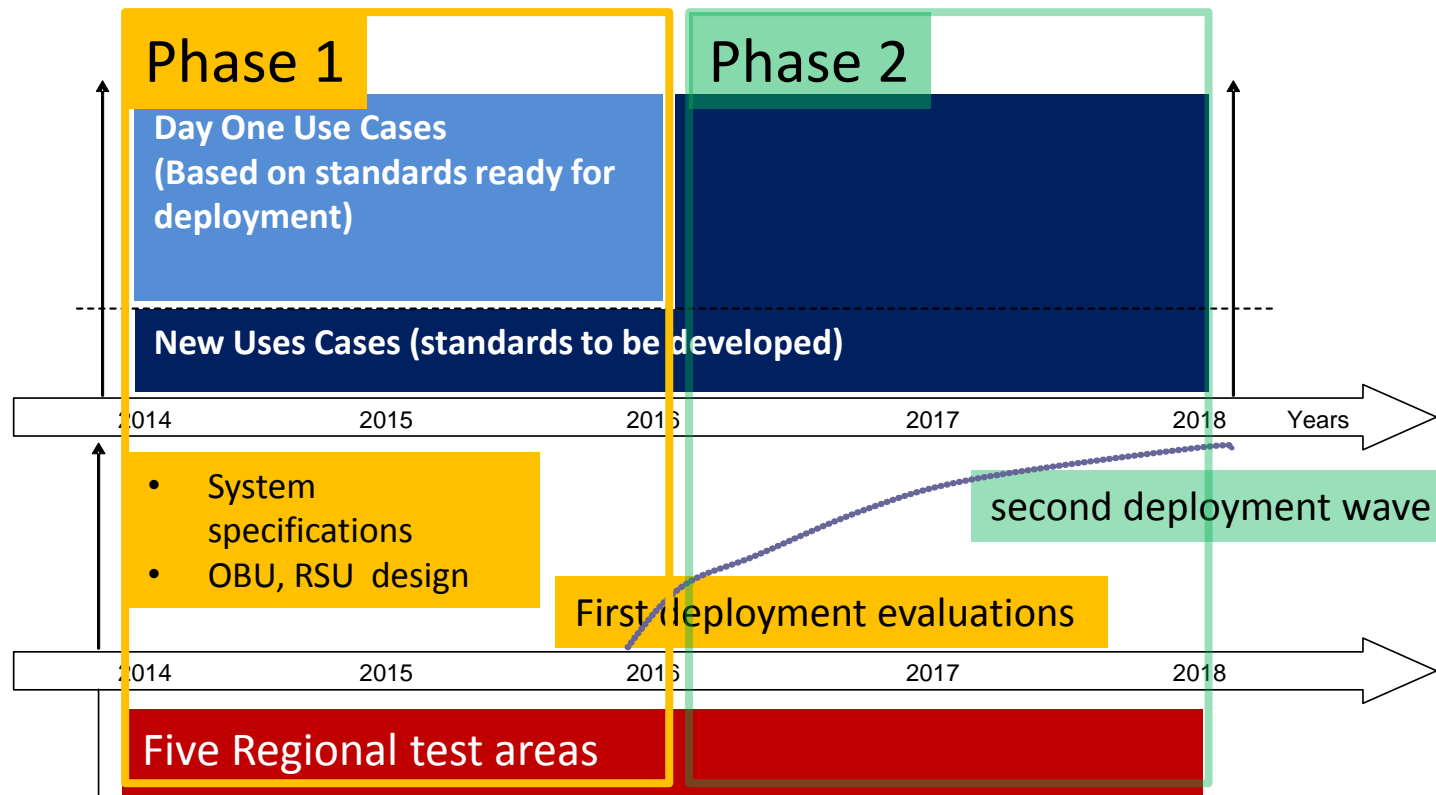 Phase 1
Phase 2
Day One Use Cases
(Based on standards ready for
deployment)
New Uses Cases (standards to be developed)
2014 2015 2016 2017 2018 Years
• System
specifications
• OBU, RSU design
second deployment wave
First deployment evaluations
2014 2015 2016 2017 2018
Five Regional test areas